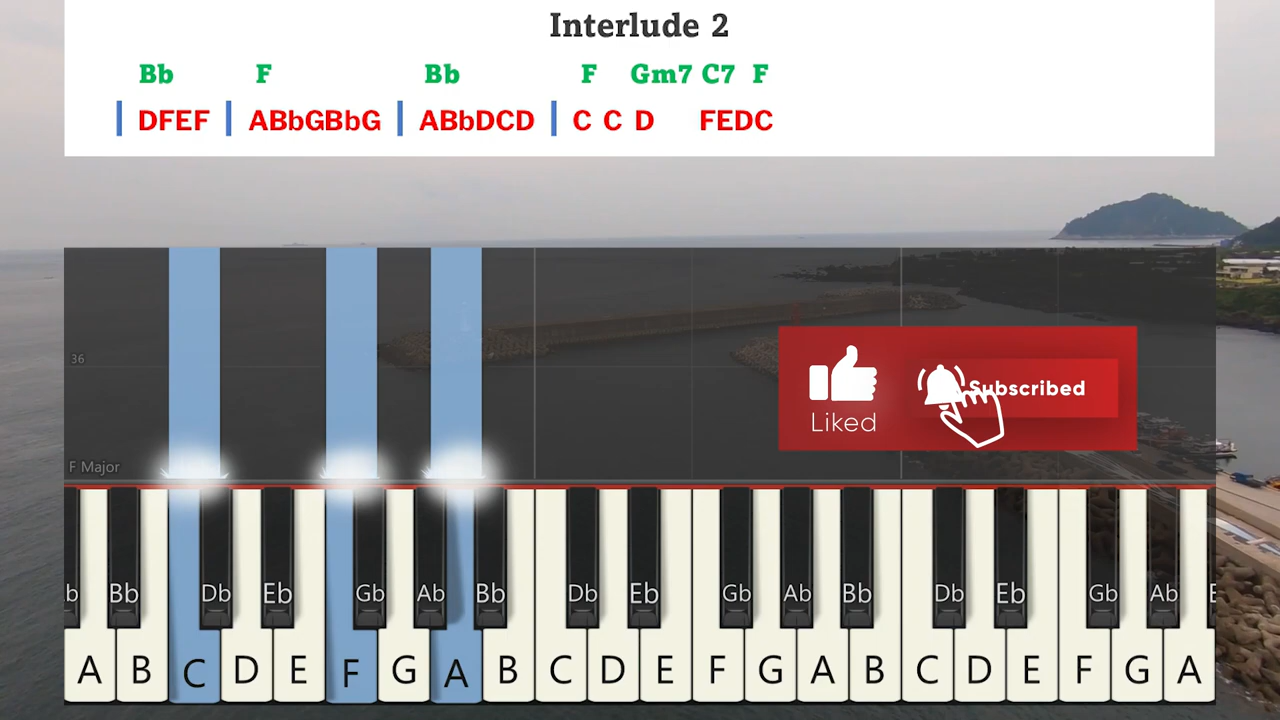 Interlude 2
Bb F Bb F Gm7 C7 F
| DFEF | ABbGBbG | ABbDCD | C C D FEDC
36
Liked Subscribed
F Major
b Bb Db Eb Gb Ab Bb Db Eb Gb Ab Bb Db Eb Gb Ab E
A B C D E F G A B C D E F G A B C D E F G A